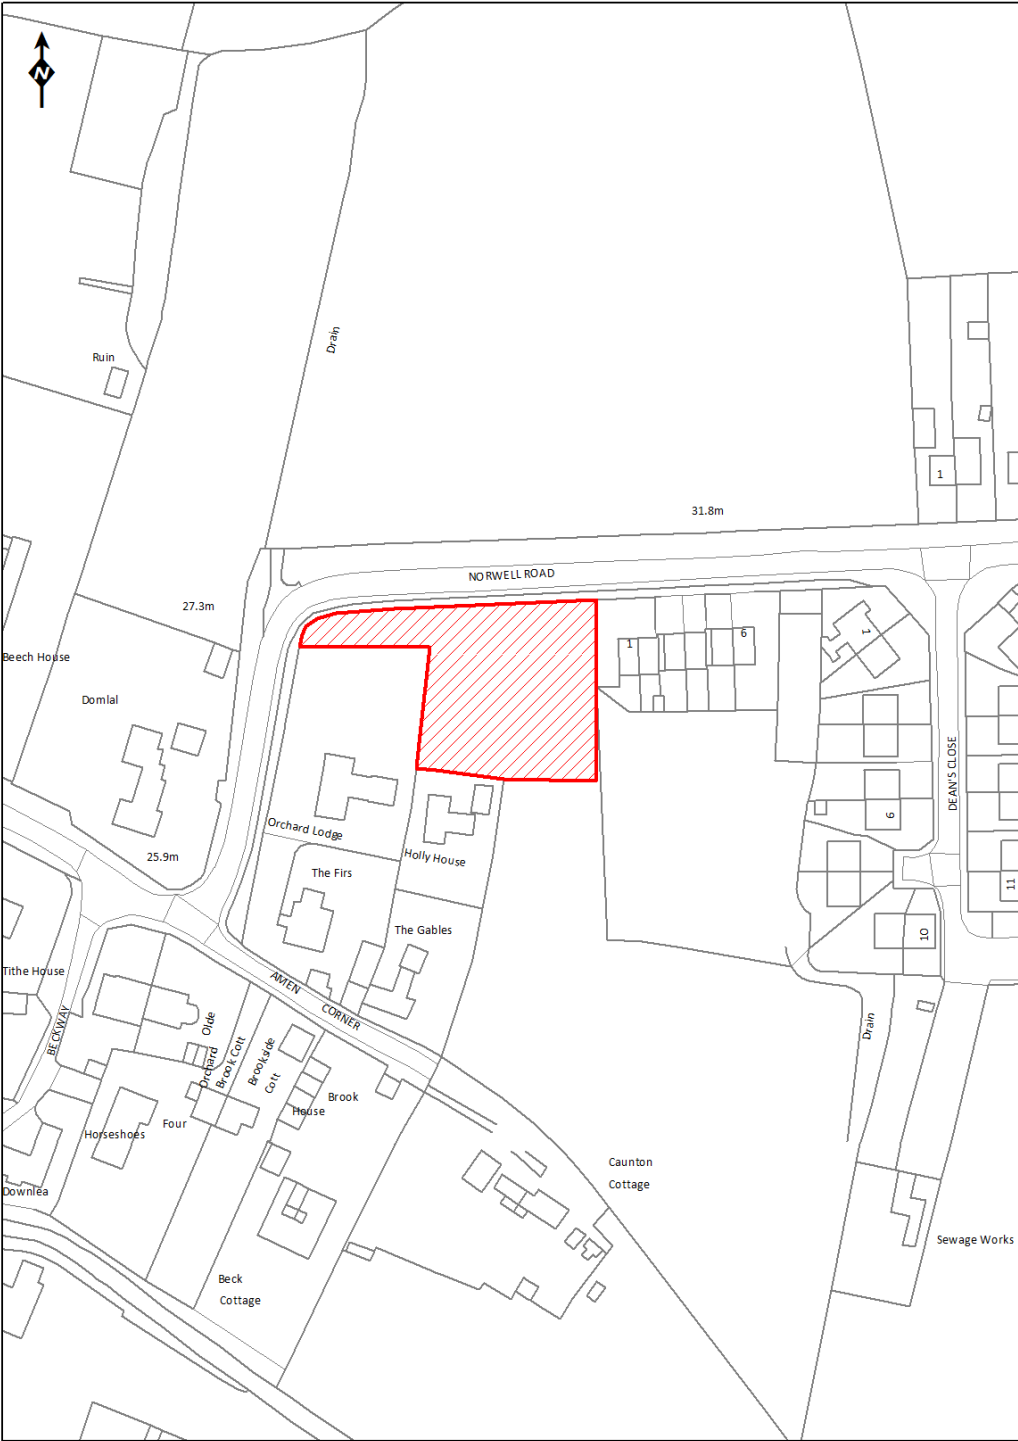 N
Drain
Ruin
1
31.8m
NORWELL ROAD
27.3m
1
6
1
Beech House
Domlal
DEAN'S CLOSE
6
Orchard Lodge
Holly House
25.9m
The Firs
11
The Gables
10
Tithe House
AMEN CORNER
BECKWAY
Olde
Orchard
Brook Cott
Brookside
Cott
Drain
Brook
House
Four
Horseshoes
Caunton
Cottage
Downlea
Sewage Works
Beck
Cottage